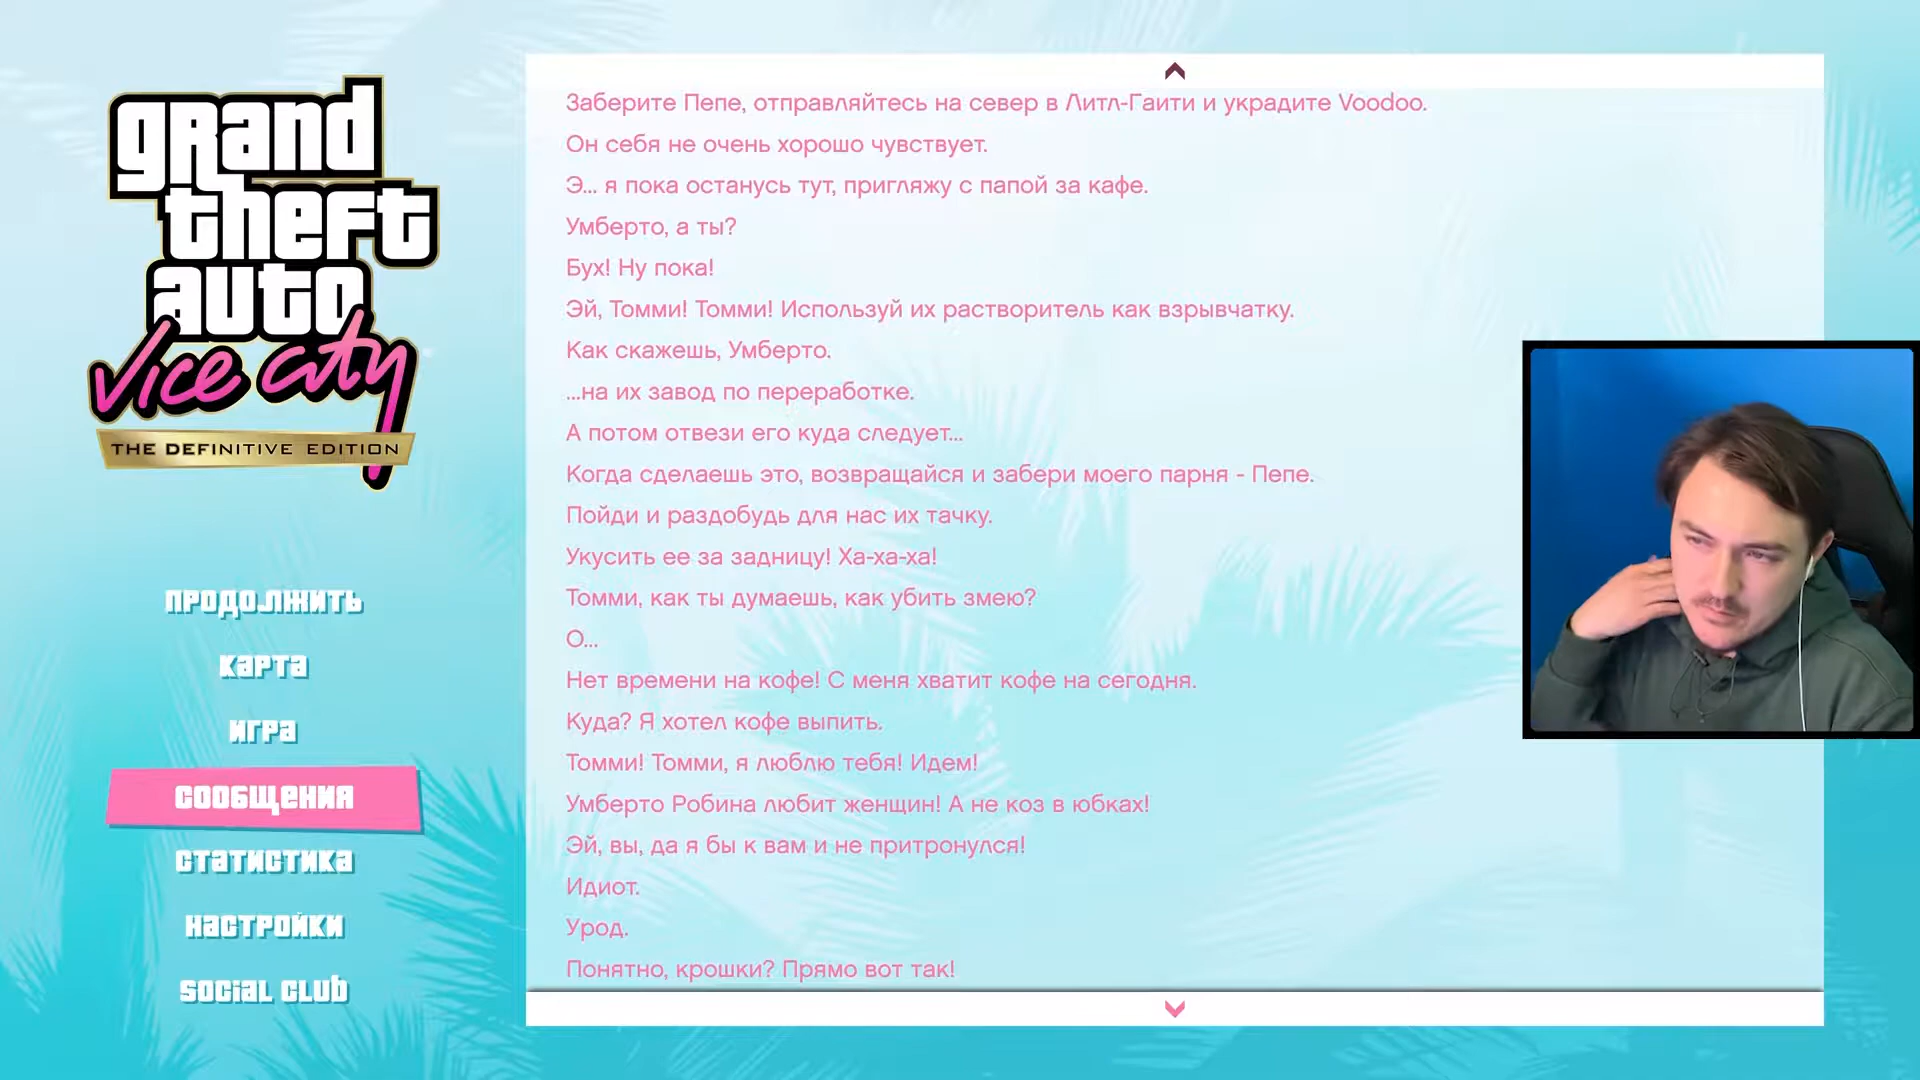 grand
theft
auto
Vice City
THE DEFINITIVE EDITION
ПРОДОЛЖИТЬ
КАРТА
ИГРА
СООБЩЕНИЯ
СТАТИСТИКА
НАСТРОЙКИ
SOCIAL CLUB
Заберите Пепе, отправляйтесь на север в Литл-Гаити и украдите Voodoo.
Он себя не очень хорошо чувствует.
Э... я пока останусь тут, пригляжу с папой за кафе.
Умберто, а ты?
Бух! Ну пока!
Эй, Томми! Томми! Используй их растворитель как взрывчатку.
Как скажешь, Умберто.
...на их завод по переработке.
А потом отвези его куда следует...
Когда сделаешь это, возвращайся и забери моего парня - Пепе.
Пойди и раздобудь для нас их тачку.
Укусить ее за задницу! Ха-ха-ха!
Томми, как ты думаешь, как убить змею?
О...
Нет времени на кофе! С меня хватит кофе на сегодня.
Куда? Я хотел кофе выпить.
Томми! Томми, я люблю тебя! Идем!
Умберто Робина любит женщин! А не коз в юбках!
Эй, вы, да я бы к вам и не притронулся!
Идиот.
Урод.
Понятно, крошки? Прямо вот так!